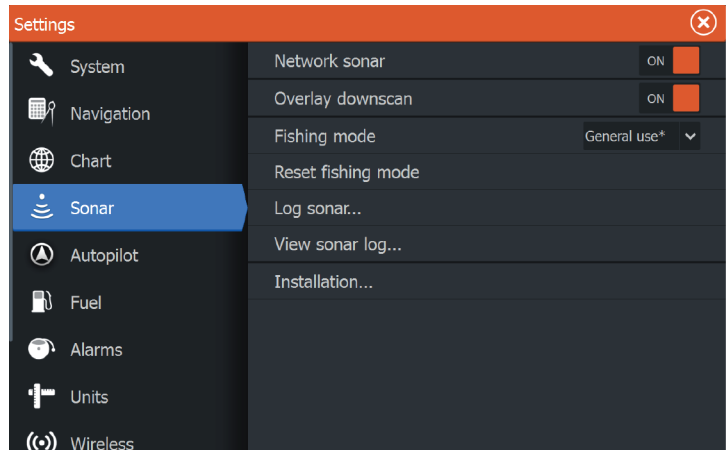 Settings
System
Navigation
Chart
Sonar
Autopilot
Fuel
Alarms
Units
Wireless
Network sonar ON
Overlay downscan ON
Fishing mode General use*
Reset fishing mode
Log sonar...
View sonar log...
Installation...